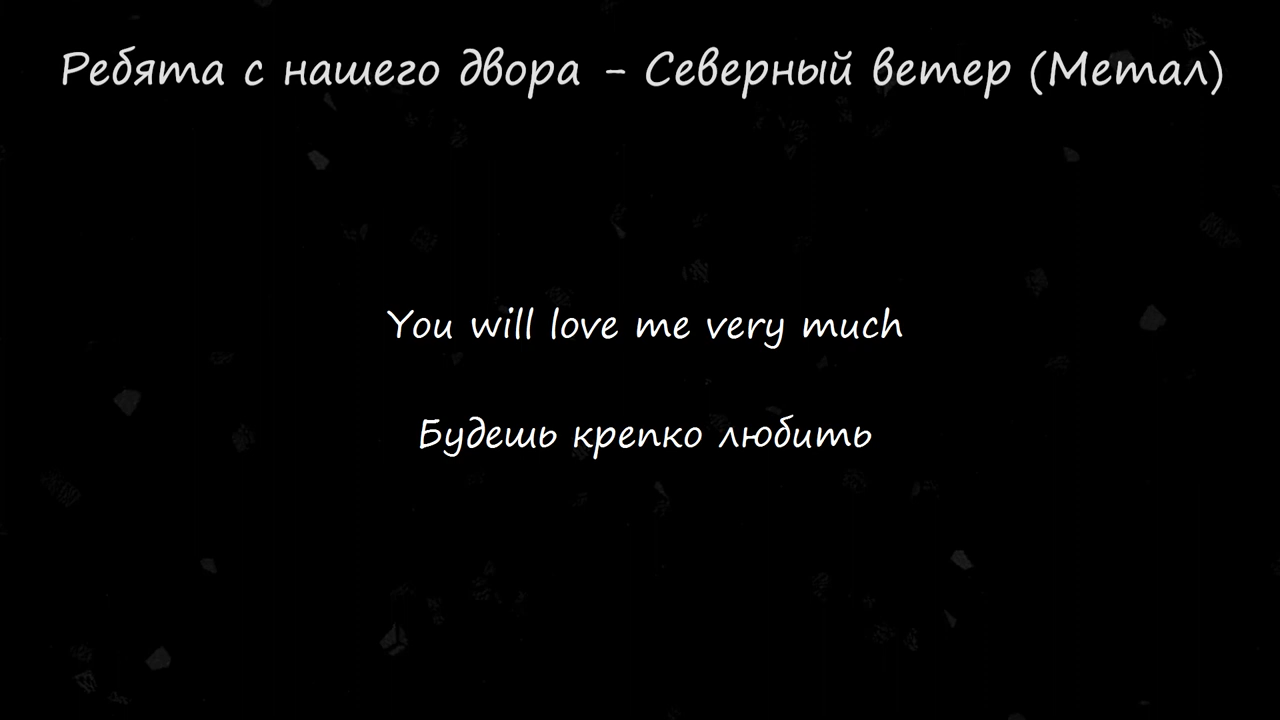 Ребята с нашего двора - Северный ветер (Метал)
You will love me very much
Будешь крепко любить